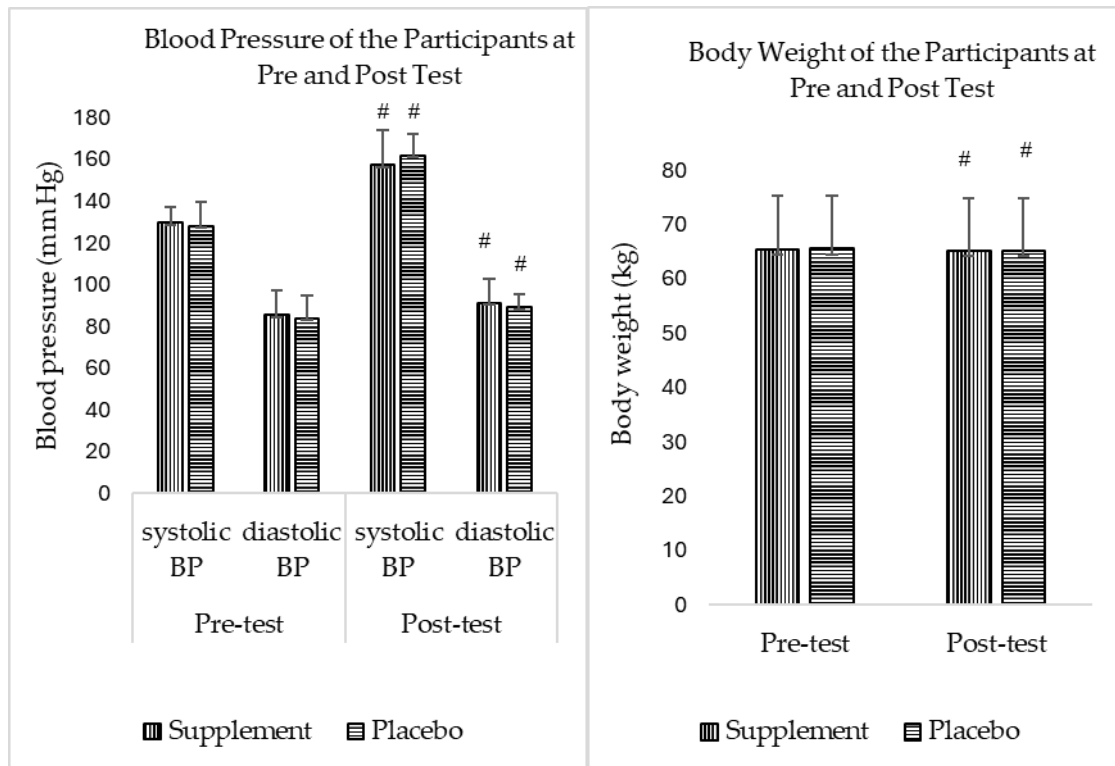 Blood Pressure of the Participants at
Pre and Post Test
Blood pressure (mmHg)
180
160
140
120
100
80
60
40
20
0
# #
# #
systolic BP diastolic BP systolic BP diastolic BP
Pre-test Post-test
Supplement Placebo
Body Weight of the Participants at
Pre and Post Test
Body weight (kg)
80
70
60
50
40
30
20
10
0
# #
Pre-test Post-test
Supplement Placebo